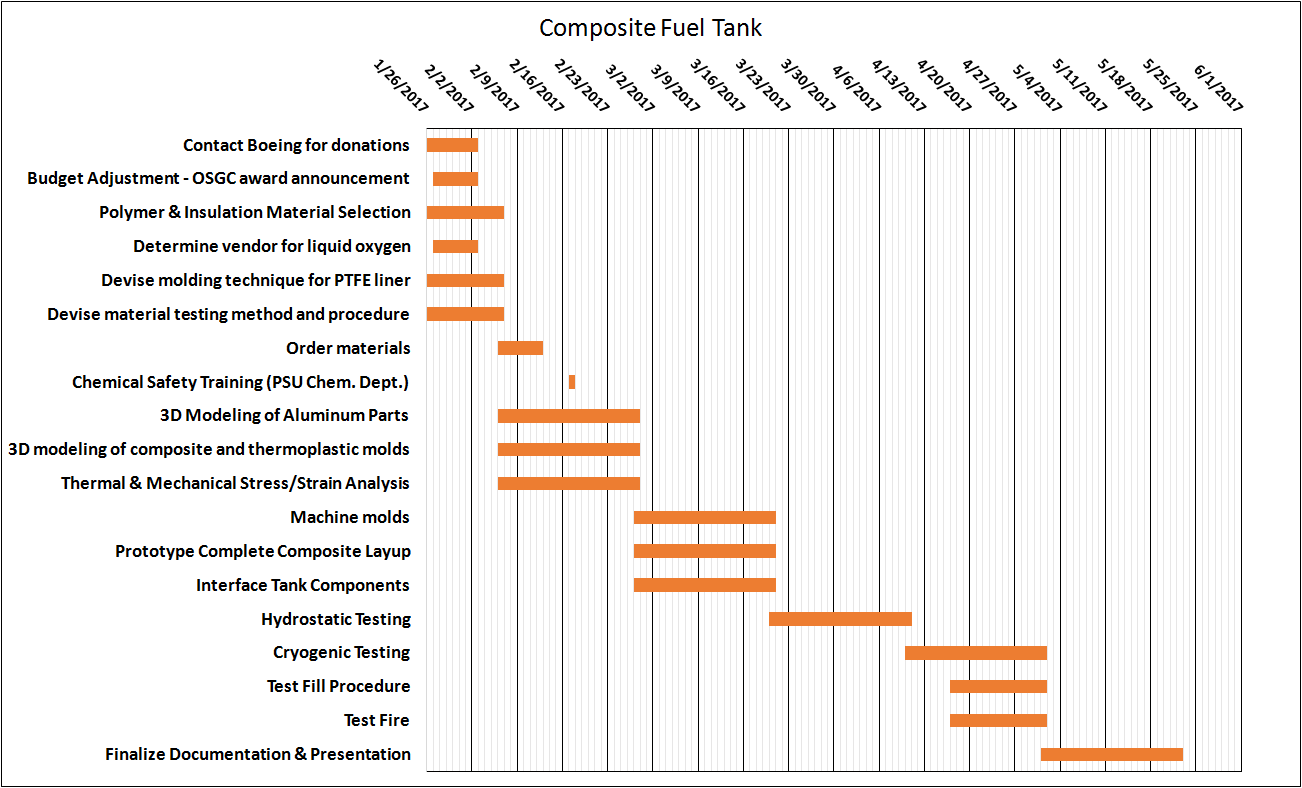 Composite Fuel Tank
1/26/2017
2/2/2017
2/9/2017
2/16/2017
2/23/2017
3/2/2017
3/9/2017
3/16/2017
3/23/2017
3/30/2017
4/6/2017
4/13/2017
4/20/2017
4/27/2017
5/4/2017
5/11/2017
5/18/2017
5/25/2017
6/1/2017
Contact Boeing for donations
Budget Adjustment - OSGC award announcement
Polymer & Insulation Material Selection
Determine vendor for liquid oxygen
Devise molding technique for PTFE liner
Devise material testing method and procedure
Order materials
Chemical Safety Training (PSU Chem. Dept.)
3D Modeling of Aluminum Parts
3D modeling of composite and thermoplastic molds
Thermal & Mechanical Stress/Strain Analysis
Machine molds
Prototype Complete Composite Layup
Interface Tank Components
Hydrostatic Testing
Cryogenic Testing
Test Fill Procedure
Test Fire
Finalize Documentation & Presentation